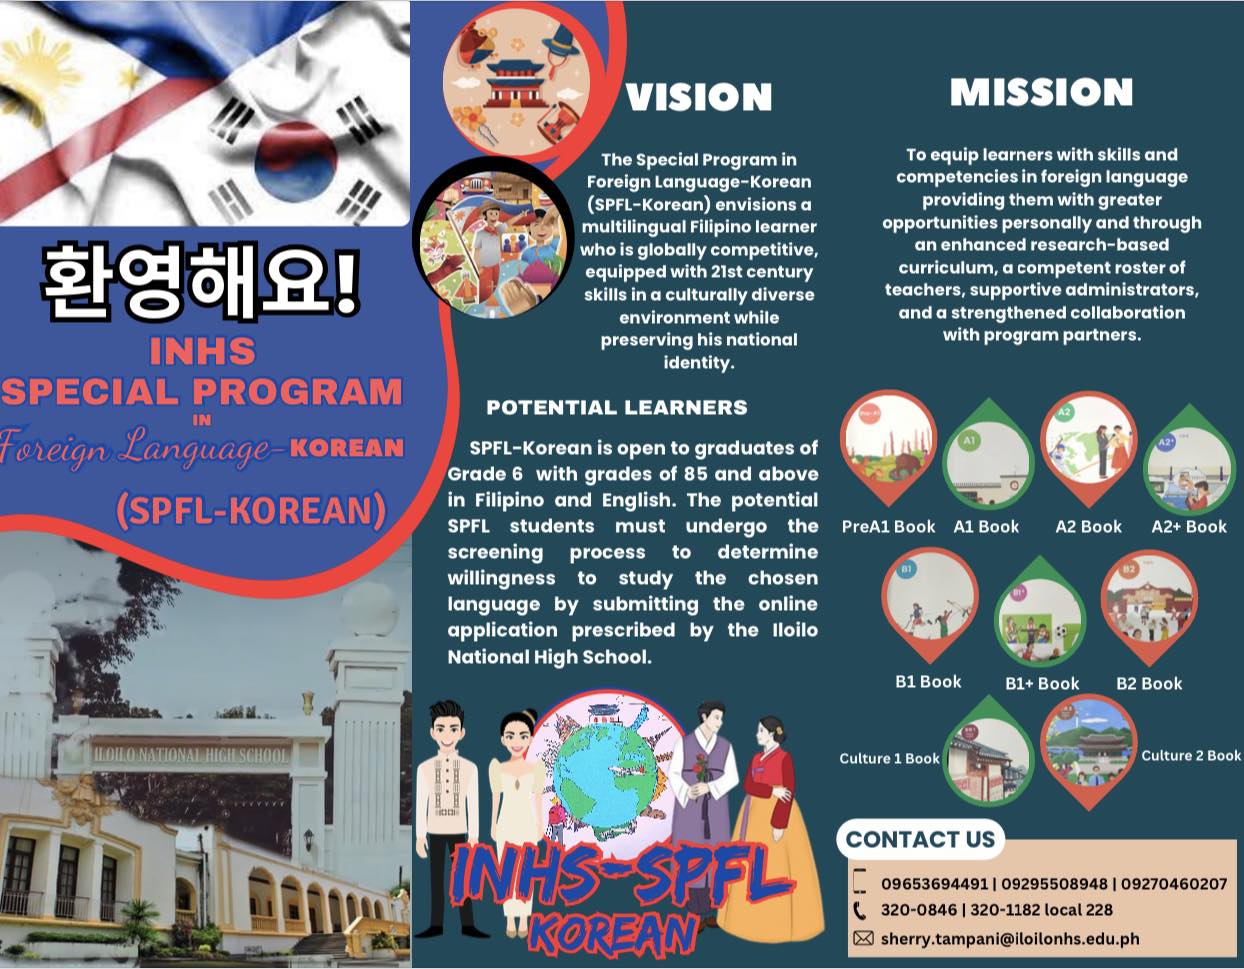 환영해요!
INHS
SPECIAL PROGRAM
IN
Foreign Language-KOREAN
(SPFL-KOREAN)
ILOILO NATIONAL HIGH SCHOOL
VISION
The Special Program in
Foreign Language-Korean
(SPFL-Korean) envisions a
multilingual Filipino learner
who is globally competitive,
equipped with 21st century
skills in a culturally diverse
environment while
preserving his national
identity.
POTENTIAL LEARNERS
SPFL-Korean is open to graduates of
Grade 6 with grades of 85 and above
in Filipino and English. The potential
SPFL students must undergo the
screening process to determine
willingness to study the chosen
language by submitting the online
application prescribed by the Iloilo
National High School.
INHS-SPFL
KOREAN
MISSION
To equip learners with skills and
competencies in foreign language
providing them with greater
opportunities personally and through
an enhanced research-based
curriculum, a competent roster of
teachers, supportive administrators,
and a strengthened collaboration
with program partners.
Pre-A1
A1
A2
A2+
PreA1 Book
A1 Book
A2 Book
A2+ Book
B1
B1+
B2
B1 Book
B1+ Book
B2 Book
Culture 1 Book
Culture 2 Book
CONTACT US
09653694491 | 09295508948 | 09270460207
320-0846 | 320-1182 local 228
sherry.tampani@iloilonhs.edu.ph